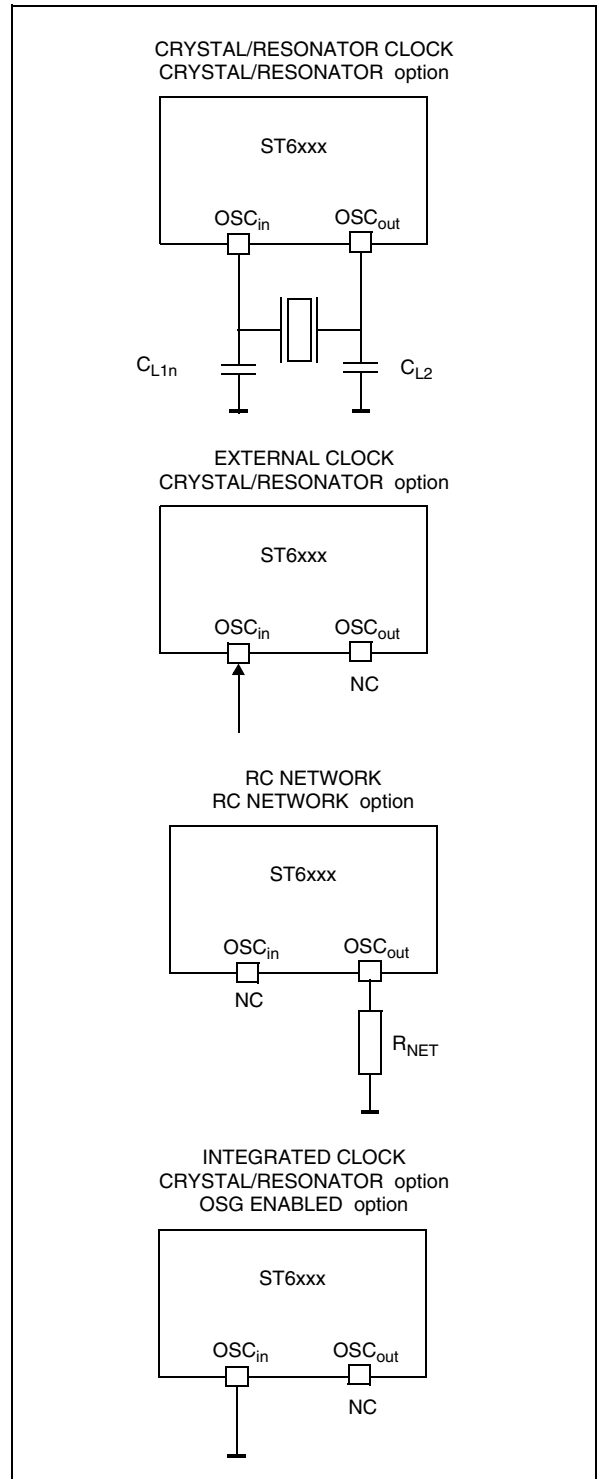 CRYSTAL/RESONATOR CLOCK
CRYSTAL/RESONATOR option
ST6xxx
OSCin OSCout
CL1n CL2
EXTERNAL CLOCK
CRYSTAL/RESONATOR option
ST6xxx
OSCin OSCout
NC
RC NETWORK
RC NETWORK option
ST6xxx
OSCin OSCout
NC
RNET
INTEGRATED CLOCK
CRYSTAL/RESONATOR option
OSG ENABLED option
ST6xxx
OSCin OSCout
NC